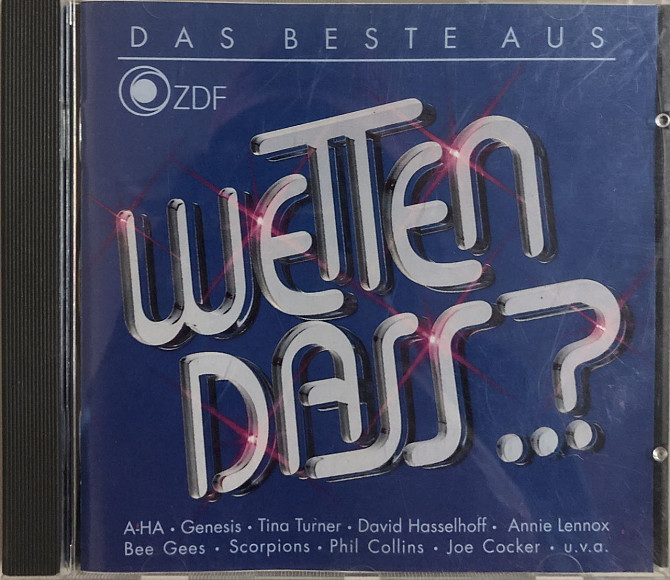 DAS BESTE AUS
ZDF
WETTEN
DASS..?
A-HA • Genesis • Tina Turner • David Hasselhoff • Annie Lennox
Bee Gees • Scorpions • Phil Collins • Joe Cocker • u.v.a.